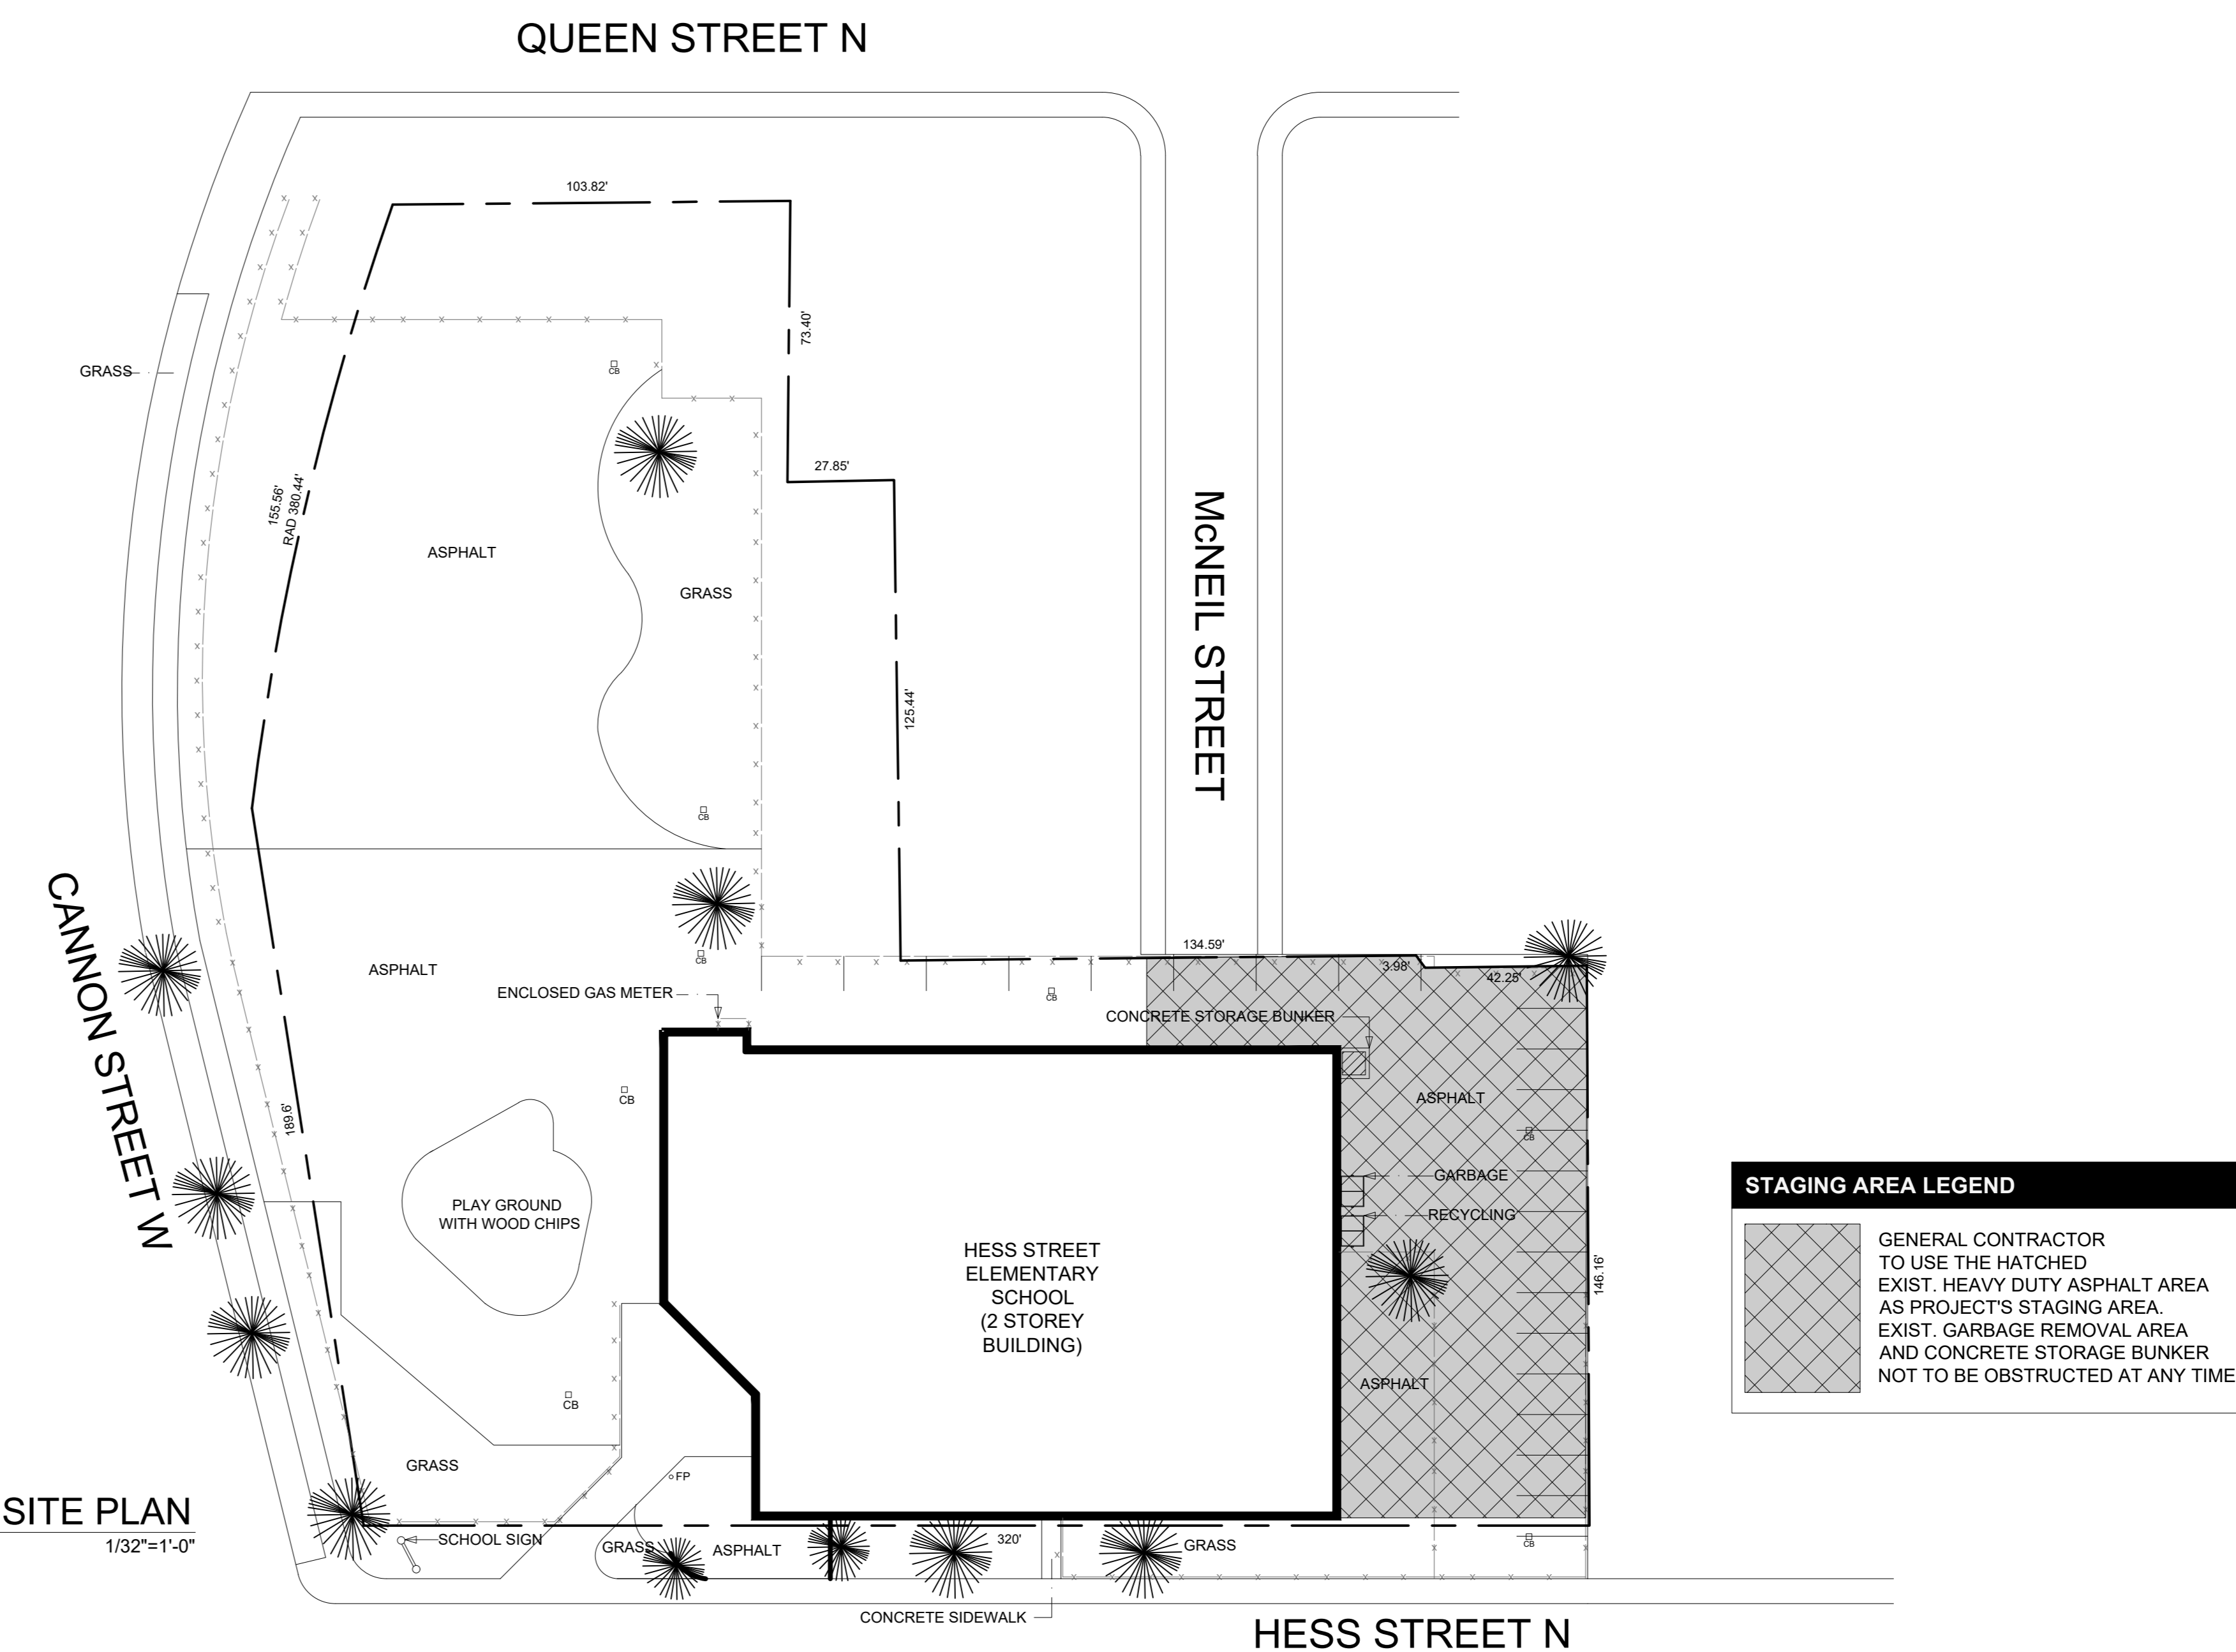 QUEEN STREET N
103.82'
73.40'
GRASS
CB
27.85'
155.56'
RAD 380.44'
ASPHALT
GRASS
McNEIL STREET
125.44'
CB
CANNON STREET W
ASPHALT
CB
134.59'
3.98'
42.25'
ENCLOSED GAS METER
CB
CONCRETE STORAGE BUNKER
CB
ASPHALT
189.6'
CB
GARBAGE
PLAY GROUND
WITH WOOD CHIPS
RECYCLING
HESS STREET
ELEMENTARY
SCHOOL
(2 STOREY
BUILDING)
146.16'
STAGING AREA LEGEND
GENERAL CONTRACTOR
TO USE THE HATCHED
EXIST. HEAVY DUTY ASPHALT AREA
AS PROJECT'S STAGING AREA.
EXIST. GARBAGE REMOVAL AREA
AND CONCRETE STORAGE BUNKER
NOT TO BE OBSTRUCTED AT ANY TIME
ASPHALT
CB
GRASS
FP
SITE PLAN
1/32"=1'-0"
SCHOOL SIGN
GRASS
ASPHALT
320'
GRASS
CB
CONCRETE SIDEWALK
HESS STREET N